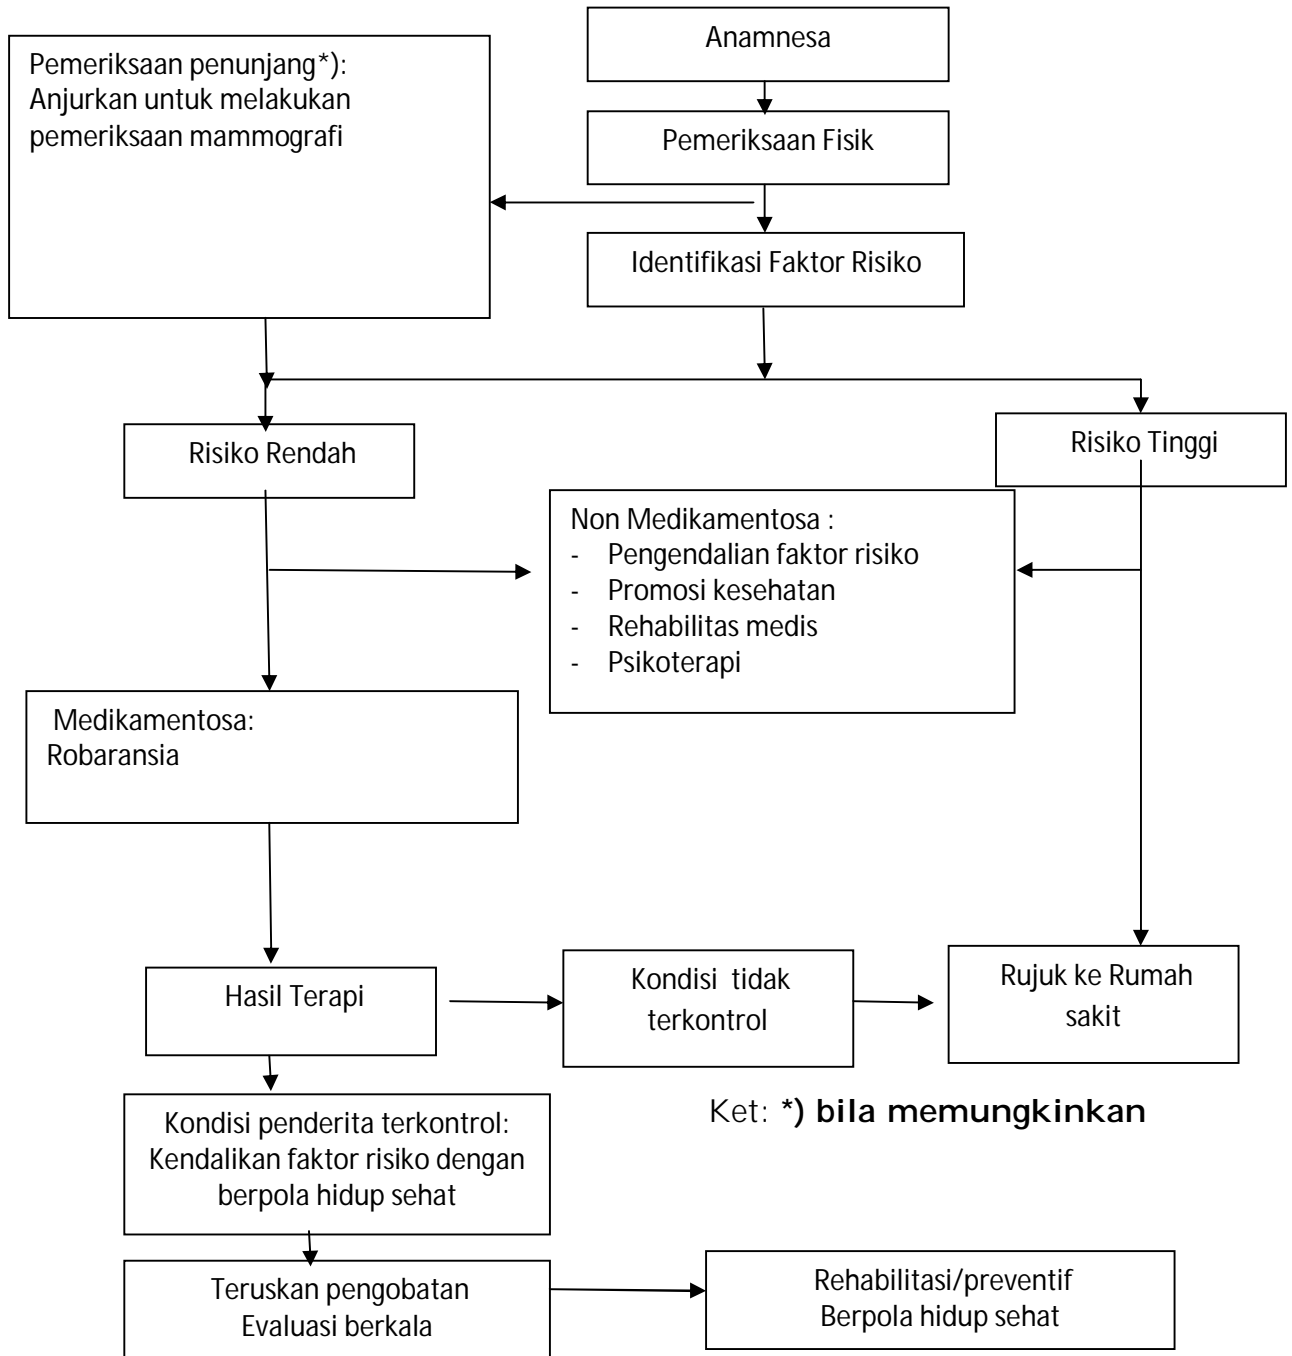 Anamnesa
Pemeriksaan penunjang*):
Anjurkan untuk melakukan
pemeriksaan mammografi
Pemeriksaan Fisik
Identifikasi Faktor Risiko
Risiko Rendah
Risiko Tinggi
Non Medikamentosa :
- Pengendalian faktor risiko
- Promosi kesehatan
- Rehabilitas medis
- Psikoterapi
Medikamentosa:
Robaransia
Hasil Terapi
Kondisi tidak
terkontrol
Rujuk ke Rumah
sakit
Kondisi penderita terkontrol:
Kendalikan faktor risiko dengan
berpola hidup sehat
Ket: *) bila memungkinkan
Teruskan pengobatan
Evaluasi berkala
Rehabilitasi/preventif
Berpola hidup sehat